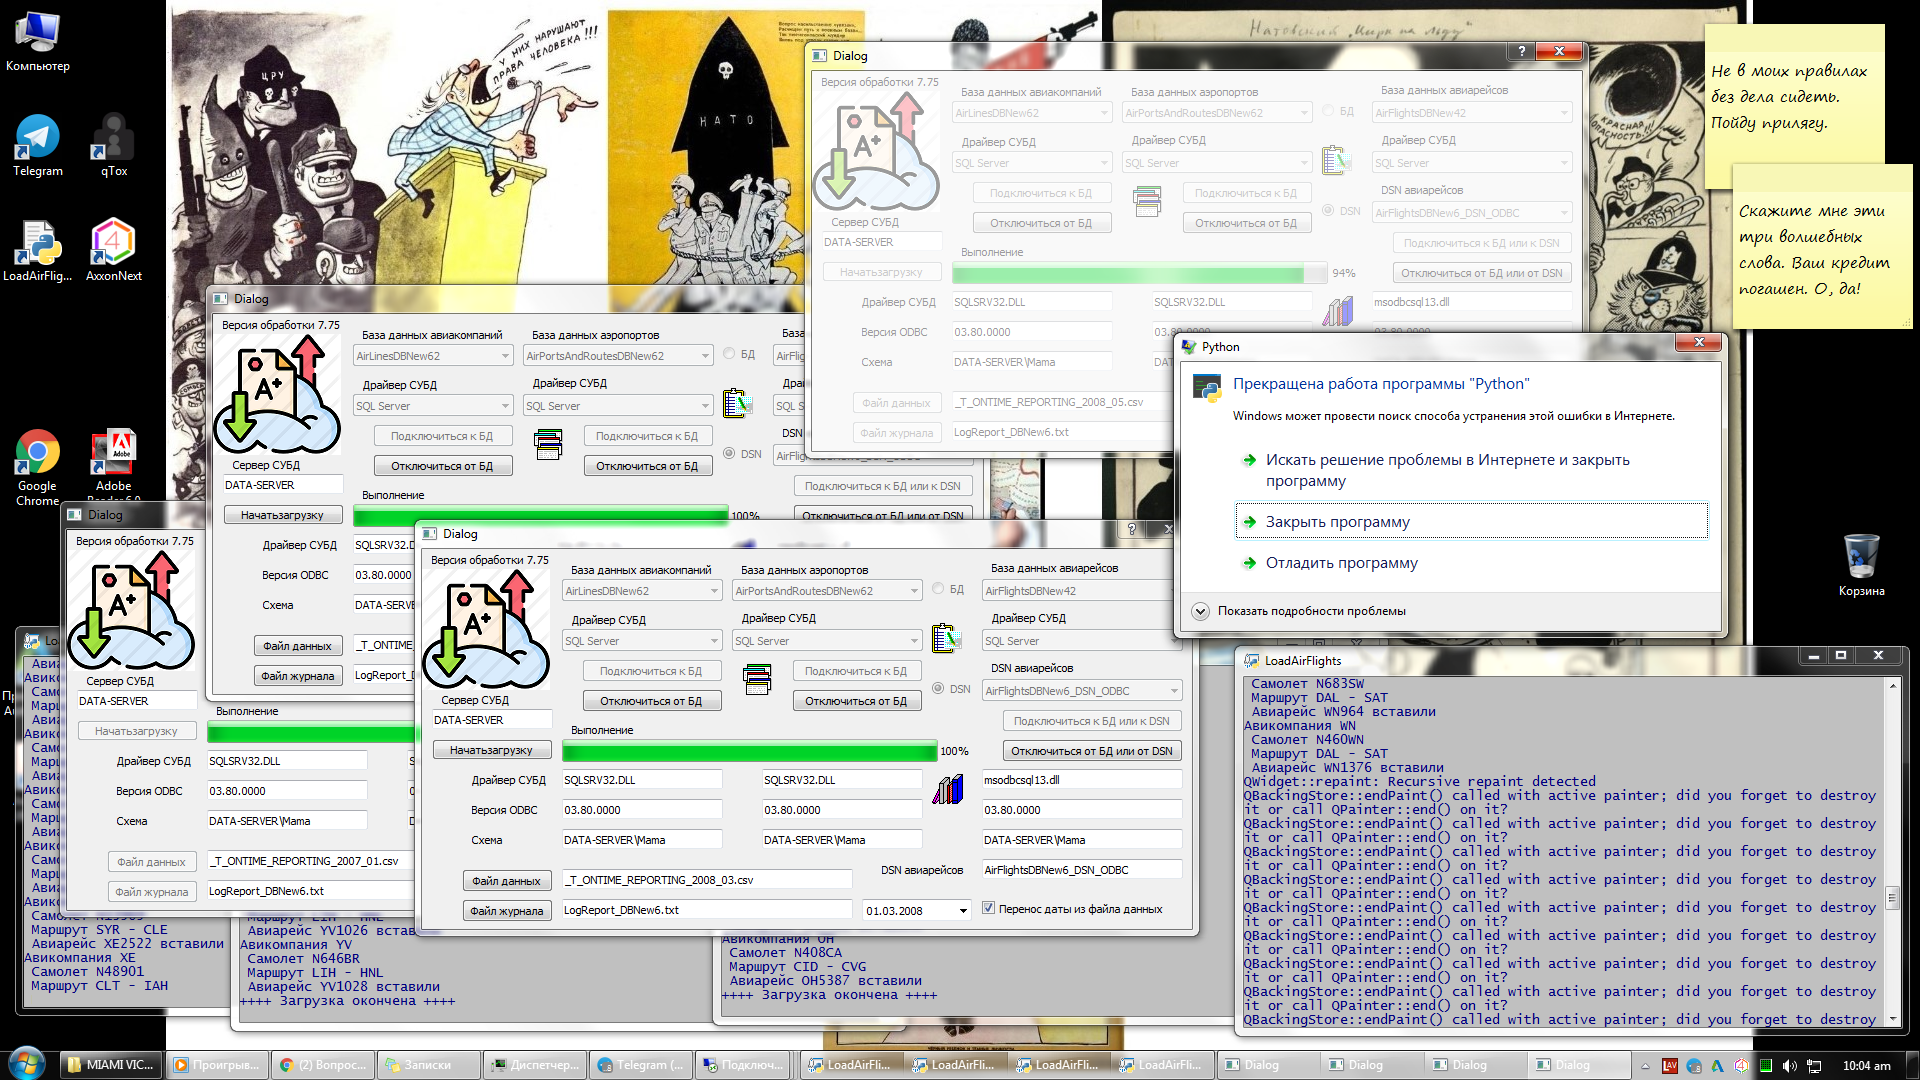 Компьютер
Telegram
qTox
LoadAirFlig...
AxxonNext
Google
Chrome
Adobe
Корзина
ЦРУ
У НИХ НАРУШАЮТ
ПРАВА ЧЕЛОВЕКА!!!
НАТО
КРАСНАЯ
ОПАСНОСТЬ!!!
Не в моих правилах
без дела сидеть.
Пойду прилягу.
Скажите мне эти
три волшебных
слова. Ваш кредит
погашен. О, да!
Dialog
Версия обработки 7.75
База данных авиакомпаний
База данных аэропортов
База данных авиарейсов
AirLinesDBNew62
AirPortsAndRoutesDBNew62
БД
AirFlightsDBNew42
Драйвер СУБД
Драйвер СУБД
Драйвер СУБД
SQL Server
SQL Server
SQL Server
Подключиться к БД
Подключиться к БД
DSN авиарейсов
Отключиться от БД
Отключиться от БД
DSN
AirFlightsDBNew6_DSN_ODBC
Сервер СУБД
DATA-SERVER
Подключиться к БД или к DSN
Выполнение
Начатьзагрузку
94%
Отключиться от БД или от DSN
Драйвер СУБД
SQLSRV32.DLL
SQLSRV32.DLL
msodbcsql13.dll
Версия ODBC
03.80.0000
03.80.0000
03.80.0000
Схема
DATA-SERVER\Mama
Файл данных
_T_ONTIME_REPORTING_2008_05.csv
Файл журнала
LogReport_DBNew6.txt
Python
Прекращена работа программы "Python"
Windows может провести поиск способа устранения этой ошибки в Интернете.
Искать решение проблемы в Интернете и закрыть
программу
Закрыть программу
Отладить программу
Показать подробности проблемы
Dialog
Версия обработки 7.75
База данных авиакомпаний
База данных аэропортов
AirLinesDBNew62
AirPortsAndRoutesDBNew62
БД
Драйвер СУБД
Драйвер СУБД
SQL Server
SQL Server
Подключиться к БД
Подключиться к БД
Отключиться от БД
Отключиться от БД
DSN
Сервер СУБД
DATA-SERVER
Подключиться к БД или к DSN
Выполнение
Начатьзагрузку
100%
Отключиться от БД или от DSN
Драйвер СУБД
Версия ODBC
03.80.0000
Схема
Файл данных
Файл журнала
Dialog
Версия обработки 7.75
Сервер СУБД
DATA-SERVER
Выполнение
Начатьзагрузку
Драйвер СУБД
SQLSRV32.DLL
Версия ODBC
03.80.0000
Схема
DATA-SERVER\Mama
Файл данных
_T_ONTIME_REPORTING_2007_01.csv
Файл журнала
LogReport_DBNew6.txt
Dialog
Версия обработки 7.75
База данных авиакомпаний
База данных аэропортов
База данных авиарейсов
AirLinesDBNew62
AirPortsAndRoutesDBNew62
БД
AirFlightsDBNew42
Драйвер СУБД
Драйвер СУБД
Драйвер СУБД
SQL Server
SQL Server
SQL Server
Подключиться к БД
Подключиться к БД
DSN авиарейсов
Отключиться от БД
Отключиться от БД
DSN
AirFlightsDBNew6_DSN_ODBC
Сервер СУБД
DATA-SERVER
Подключиться к БД или к DSN
Выполнение
Начатьзагрузку
100%
Отключиться от БД или от DSN
Драйвер СУБД
SQLSRV32.DLL
SQLSRV32.DLL
msodbcsql13.dll
Версия ODBC
03.80.0000
03.80.0000
03.80.0000
Схема
DATA-SERVER\Mama
DATA-SERVER\Mama
DATA-SERVER\Mama
DSN авиарейсов
AirFlightsDBNew6_DSN_ODBC
Файл данных
_T_ONTIME_REPORTING_2008_03.csv
Файл журнала
LogReport_DBNew6.txt
01.03.2008
Перенос даты из файла данных
Маршрут SYR - CLE
Авиарейс XE2522 вставили
Авикомпания XE
Самолет N48901
Маршрут CLT - IAH
Авиарейс YV1026 вставили
Авикомпания YV
Самолет N646BR
Маршрут LIH - HNL
Авиарейс YV1028 вставили
++++ Загрузка окончена ++++
Авикомпания OH
Самолет N408CA
Маршрут CID - CVG
Авиарейс OH5387 вставили
++++ Загрузка окончена ++++
LoadAirFlights
Самолет N683SW
Маршрут DAL - SAT
Авиарейс WN964 вставили
Авикомпания WN
Самолет N460WN
Маршрут DAL - SAT
Авиарейс WN1376 вставили
QWidget::repaint: Recursive repaint detected
QBackingStore::endPaint() called with active painter; did you forget to destroy
it or call QPainter::end() on it?
QBackingStore::endPaint() called with active painter; did you forget to destroy
it or call QPainter::end() on it?
QBackingStore::endPaint() called with active painter; did you forget to destroy
it or call QPainter::end() on it?
QBackingStore::endPaint() called with active painter; did you forget to destroy
it or call QPainter::end() on it?
QBackingStore::endPaint() called with active painter; did you forget to destroy
it or call QPainter::end() on it?
QBackingStore::endPaint() called with active painter; did you forget to destroy
it or call QPainter::end() on it?
QBackingStore::endPaint() called with active painter; did you forget to destroy
it or call QPainter::end() on it?
QBackingStore::endPaint() called with active painter; did you forget to destroy
it or call QPainter::end() on it?
QBackingStore::endPaint() called with active painter; did you forget to destroy
MIAMI VIC...
Проигрыв...
(2) Вопрос...
Записки
Диспетчер...
Telegram (...
Подключ...
LoadAirFli...
LoadAirFli...
LoadAirFli...
LoadAirFli...
Dialog
Dialog
Dialog
Dialog
10:04 am